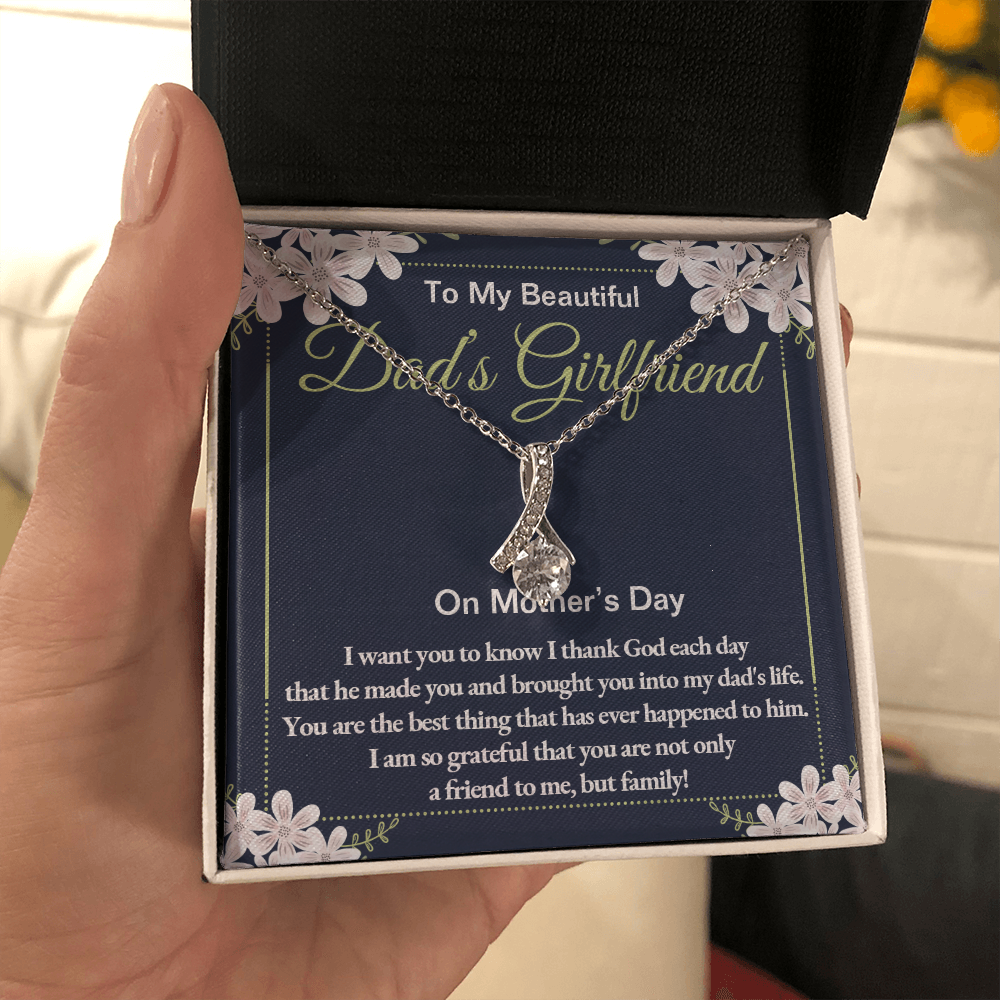 To My Beautiful
Dad's Girlfriend
On Mother's Day
I want you to know I thank God each day
that he made you and brought you into my dad's life.
You are the best thing that has ever happened to him.
I am so grateful that you are not only
a friend to me, but family!